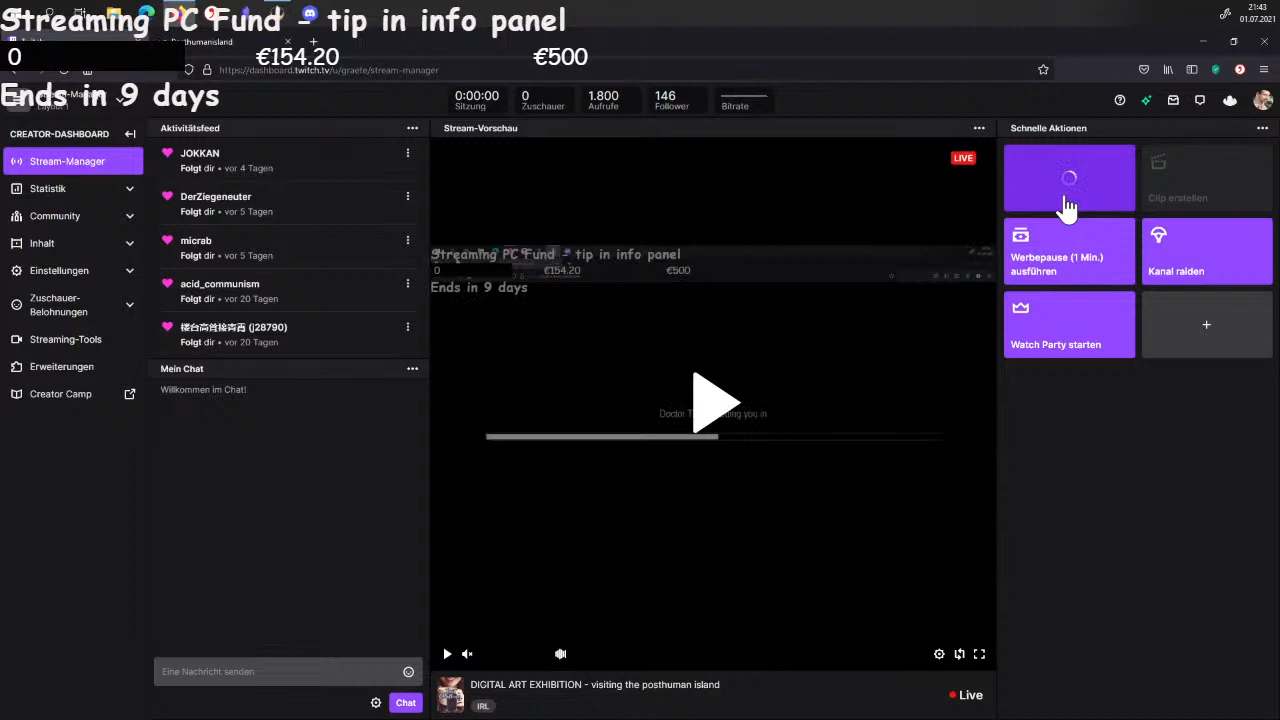 Streaming PC Fund - tip in info panel
0 €154.20 €500
Ends in 9 days
21:43
01.07.2021
Posthumanisland
https://dashboard.twitch.tv/u/graete/stream-manager
0:00:00 0 1.800 146
Sitzung Zuschauer Aufrufe Follower Bitrate
CREATOR-DASHBOARD
Stream-Manager
Statistik
Community
Inhalt
Einstellungen
Zuschauer-
Belohnungen
Streaming-Tools
Erweiterungen
Creator Camp
Aktivitätsfeed
JOKKAN
Folgt dir • vor 4 Tagen
DerZiegeneuter
Folgt dir • vor 5 Tagen
micrab
Folgt dir • vor 5 Tagen
acid_communism
Folgt dir • vor 20 Tagen
(j28790)
Folgt dir • vor 20 Tagen
Mein Chat
Willkommen im Chat!
Eine Nachricht senden
Chat
Stream-Vorschau
LIVE
Streaming PC Fund - tip in info panel
0 €154.20 €500
Ends in 9 days
Doctor you in
DIGITAL ART EXHIBITION - visiting the posthuman island
IRL
Live
Schnelle Aktionen
Clip erstellen
Werbepause (1 Min.)
ausführen
Kanal raiden
Watch Party starten